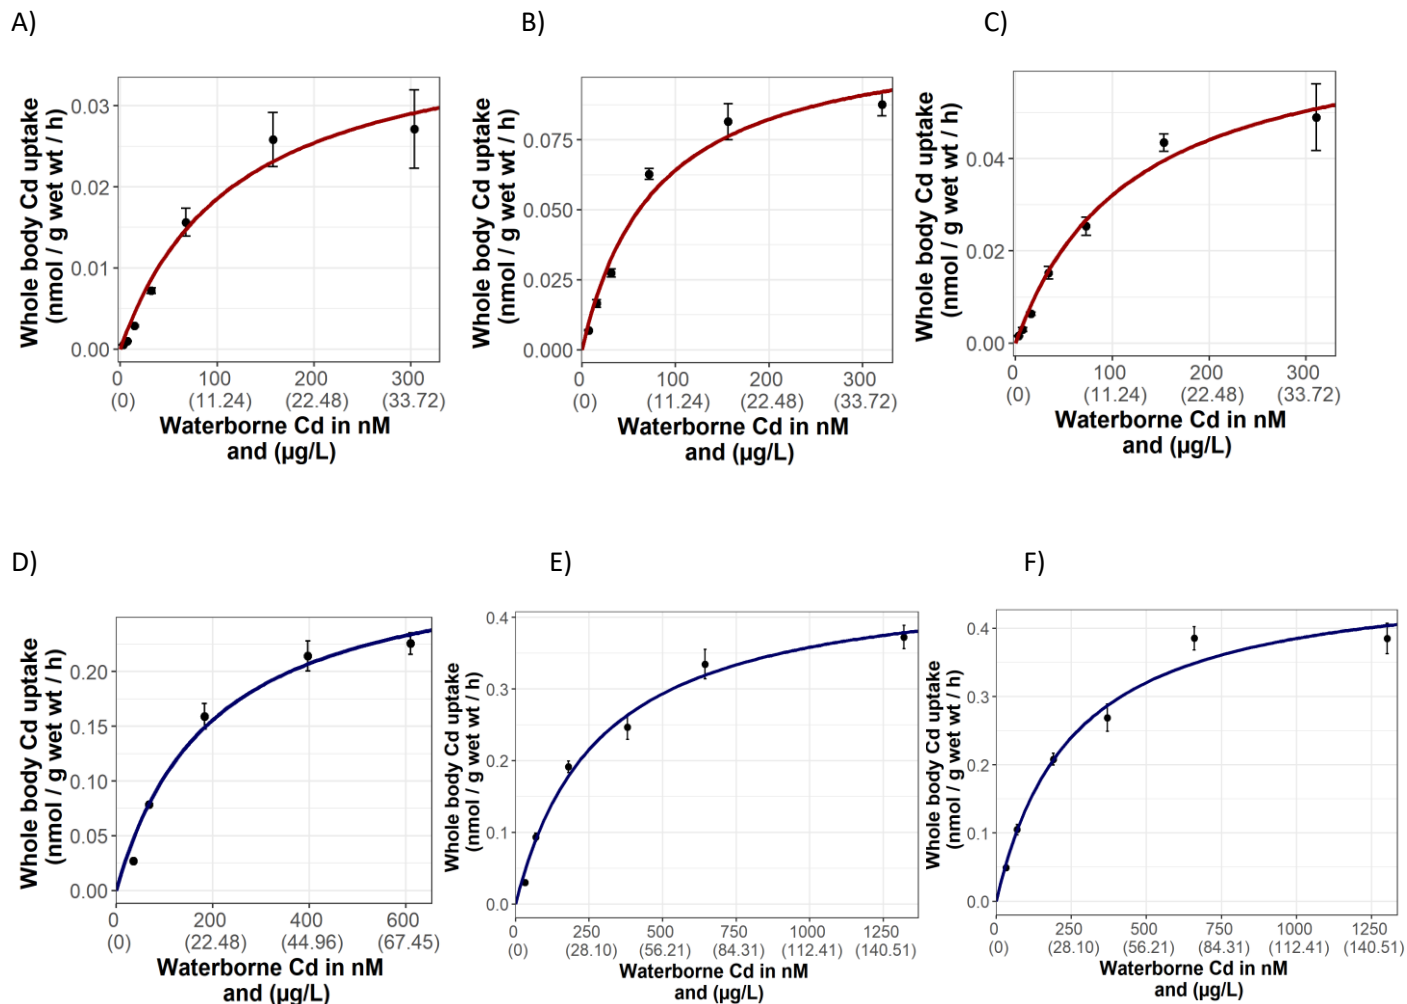 A)
B)
C)
Whole body Cd uptake
(nmol / g wet wt / h)
0.03
0.02
0.01
0.00
0
100
200
300
(0)
(11.24)
(22.48)
(33.72)
Waterborne Cd in nM
and (µg/L)
Whole body Cd uptake
(nmol / g wet wt / h)
0.075
0.050
0.025
0.000
0
100
200
300
(0)
(11.24)
(22.48)
(33.72)
Waterborne Cd in nM
and (µg/L)
Whole body Cd uptake
(nmol / g wet wt / h)
0.04
0.02
0.00
0
100
200
300
(0)
(11.24)
(22.48)
(33.72)
Waterborne Cd in nM
and (µg/L)
D)
E)
F)
Whole body Cd uptake
(nmol / g wet wt / h)
0.20
0.15
0.10
0.05
0.00
0
200
400
600
(0)
(22.48)
(44.96)
(67.45)
Waterborne Cd in nM
and (µg/L)
Whole body Cd uptake
(nmol / g wet wt / h)
0.4
0.3
0.2
0.1
0.0
0
250
500
750
1000
1250
(0)
(28.10)
(56.21)
(84.31)
(112.41)
(140.51)
Waterborne Cd in nM
and (µg/L)
Whole body Cd uptake
(nmol / g wet wt / h)
0.4
0.3
0.2
0.1
0.0
0
250
500
750
1000
1250
(0)
(28.10)
(56.21)
(84.31)
(112.41)
(140.51)
Waterborne Cd in nM
and (µg/L)